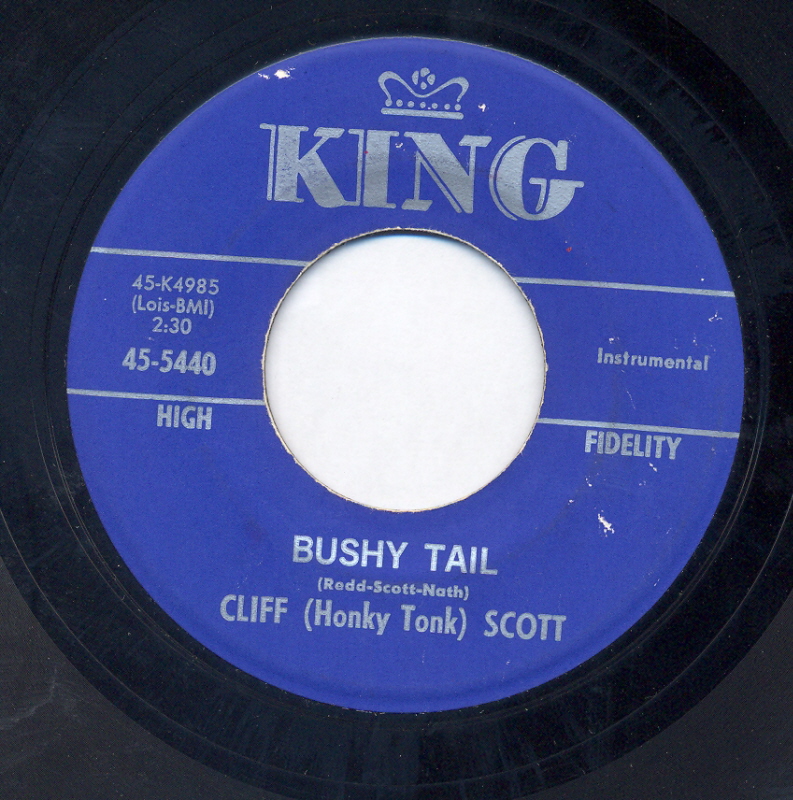 KING
45-K4985
(Lois-BMI)
2:30
45-5440
Instrumental
HIGH
FIDELITY
BUSHY TAIL
(Redd-Scott-Nath)
CLIFF (Honky Tonk) SCOTT